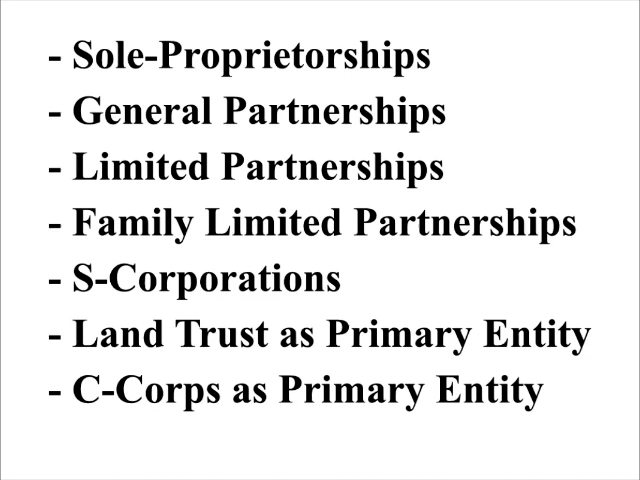 - Sole-Proprietorships
- General Partnerships
- Limited Partnerships
- Family Limited Partnerships
- S-Corporations
- Land Trust as Primary Entity
- C-Corps as Primary Entity